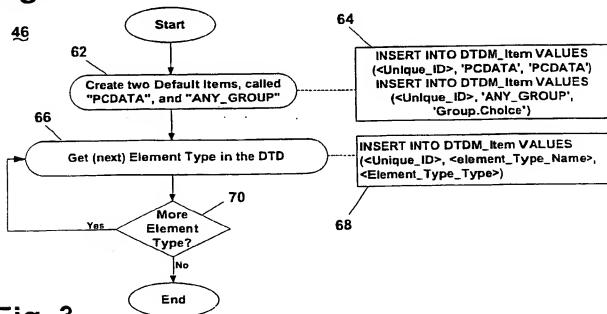 46
Start
62
Create two Default Items, called
"PCDATA", and "ANY_GROUP"
64
INSERT INTO DTDM_Item VALUES
(<Unique_ID>, 'PCDATA', 'PCDATA')
INSERT INTO DTDM_Item VALUES
(<Unique_ID>, 'ANY_GROUP',
'Group.Choice')
66
Get (next) Element Type in the DTD
INSERT INTO DTDM_Item VALUES
(<Unique_ID>, <element_Type_Name>,
<Element_Type_Type>)
68
70
More
Element
Type?
Yes
No
End